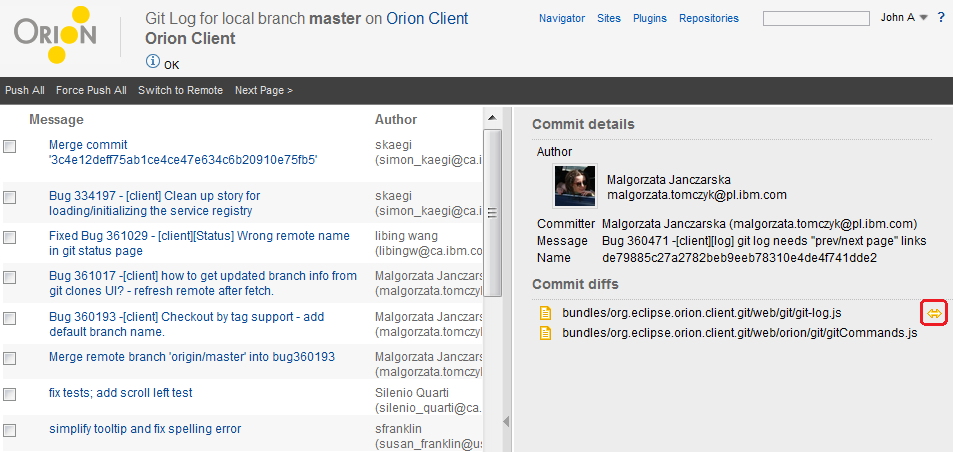 ORION
Git Log for local branch master on Orion Client
Orion Client
OK
Navigator Sites Plugins Repositories
John A
?
Push All Force Push All Switch to Remote Next Page >
Message Author
Merge commit
'3c4e12deff75ab1ce4ce47e634c6b20910e75fb5'
skaegi
(simon_kaegi@ca.i
Bug 334197 - [client] Clean up story for
loading/initializing the service registry
skaegi
(simon_kaegi@ca.i
Fixed Bug 361029 - [client][Status] Wrong remote name
in git status page
libing wang
(libingw@ca.ibm.c
Bug 361017 -[client] how to get updated branch info from
git clones UI? - refresh remote after fetch.
Malgorzata Janczars
(malgorzata.tomczy
Bug 360193 -[client] Checkout by tag support - add
default branch name.
Malgorzata Janczars
(malgorzata.tomczy
Merge remote branch 'origin/master' into bug360193
Malgorzata Janczars
(malgorzata.tomczy
fix tests; add scroll left test
Silenio Quarti
(silenio_quarti@ca.
simplify tooltip and fix spelling error
sfranklin
(susan_franklin@us
Commit details
Author
Malgorzata Janczarska
malgorzata.tomczyk@pl.ibm.com
Committer Malgorzata Janczarska (malgorzata.tomczyk@pl.ibm.com)
Message Bug 360471 -[client][log] git log needs "prev/next page" links
Name de79885c27a2782beb9eeb78310e4de4f741dde2
Commit diffs
bundles/org.eclipse.orion.client.git/web/git/git-log.js
bundles/org.eclipse.orion.client.git/web/orion/git/gitCommands.js